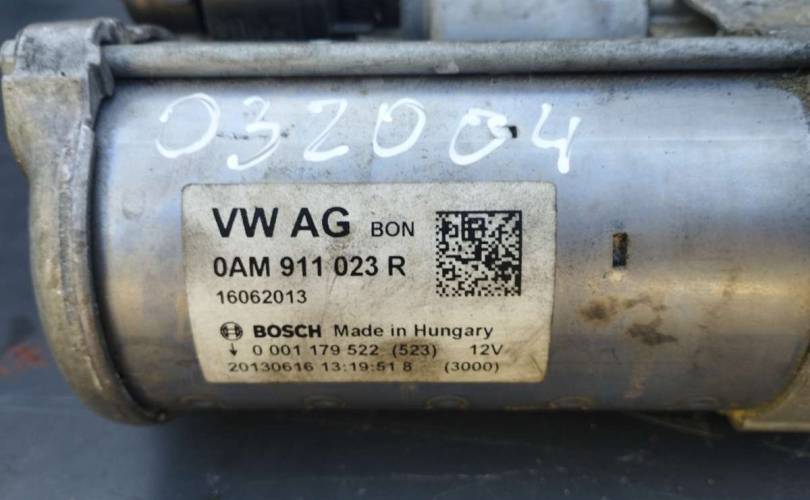 032004
VW AG BON
0AM 911 023 R
16062013
BOSCH Made in Hungary
↓ 0 001 179 522 (523) 12V
20130616 13:19:51 8 (3000)